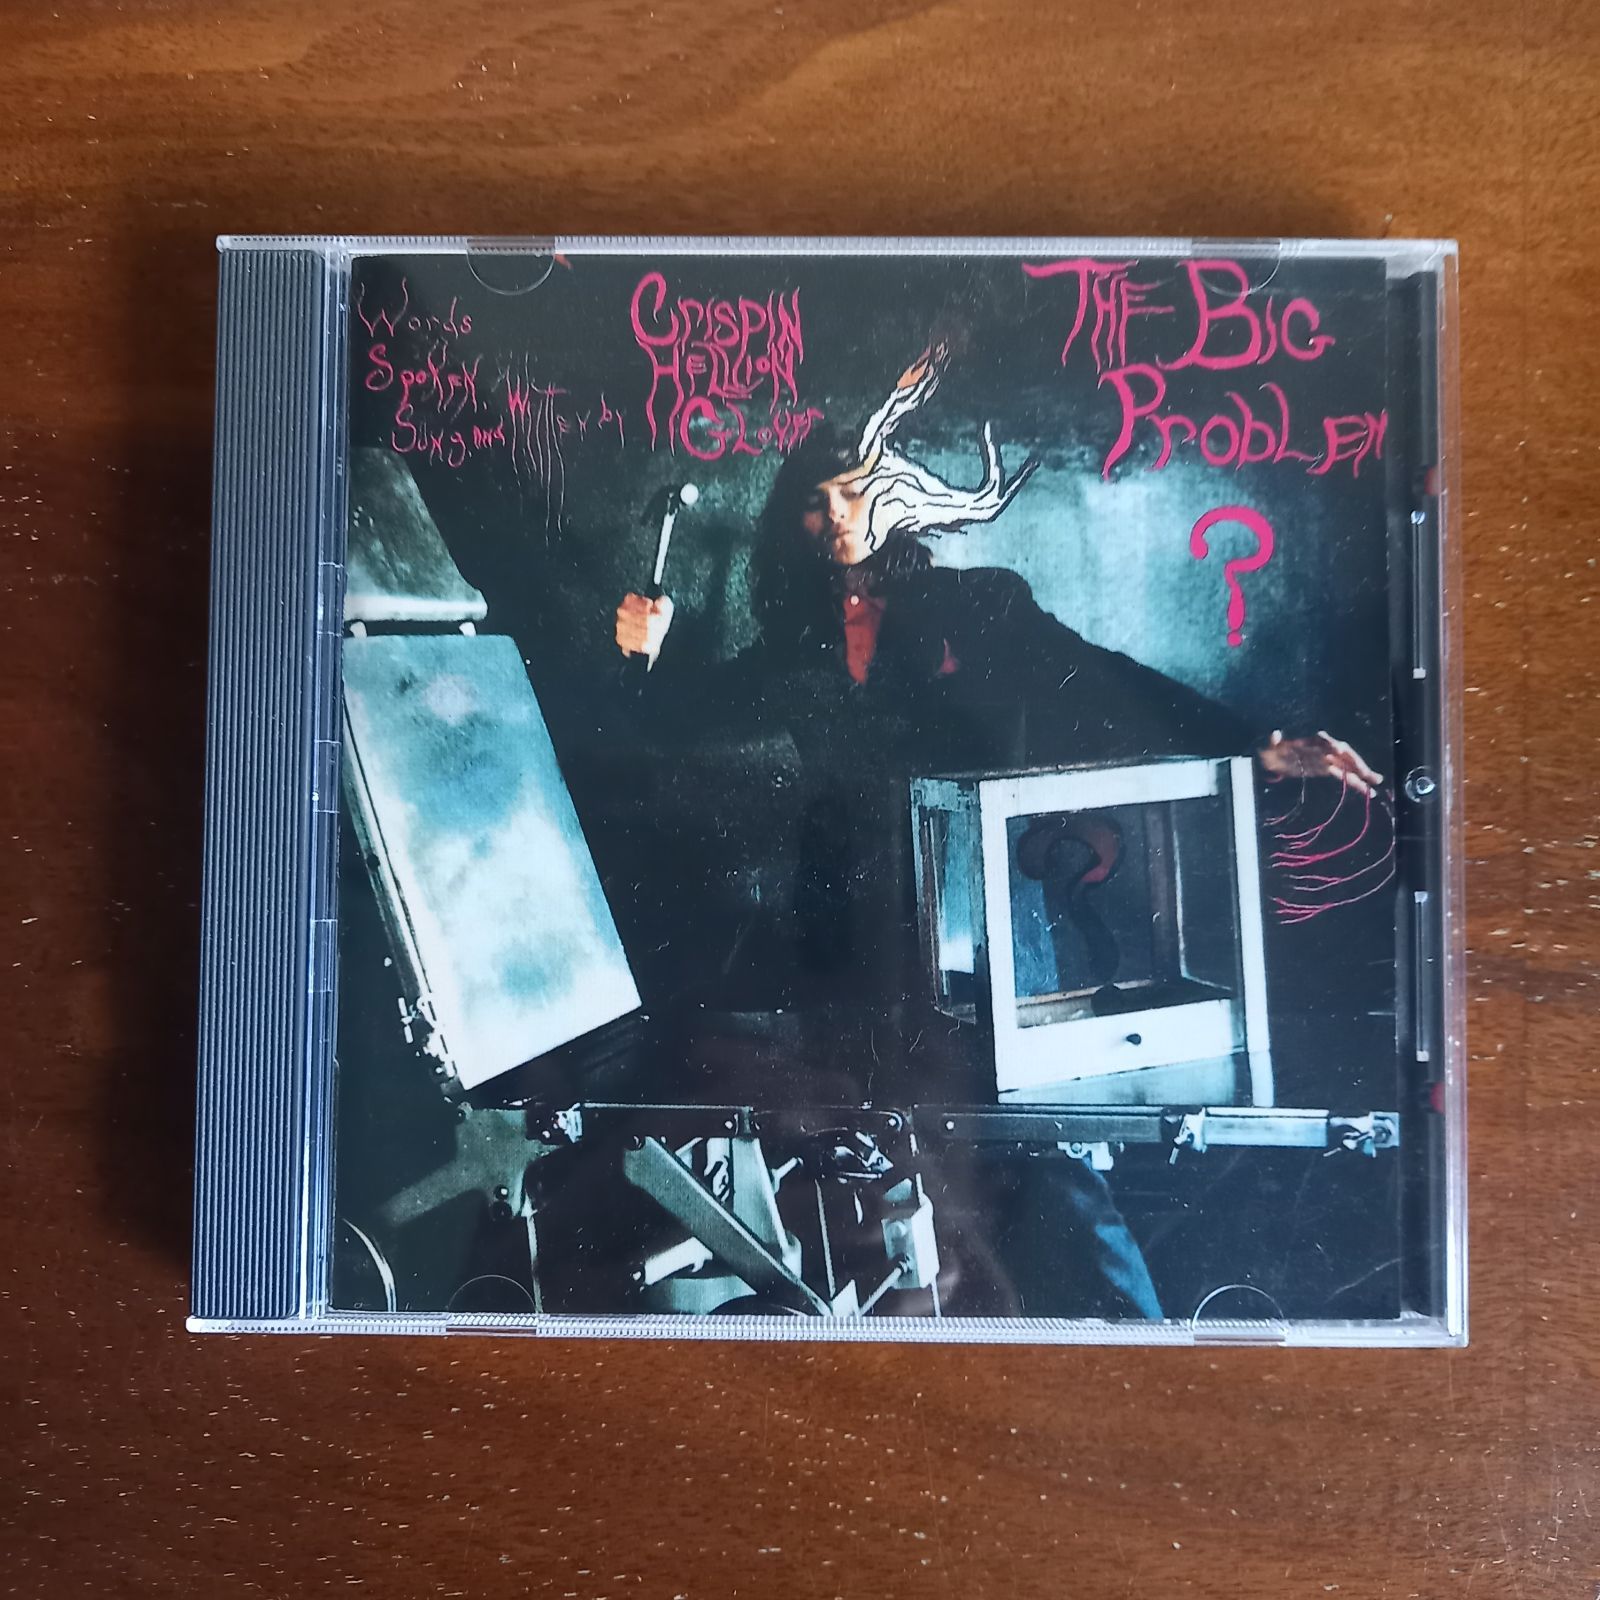 Words
Spoken,
Sung, and Written by
Crispin
Hellion
Glover
The Big
Problem
?
?